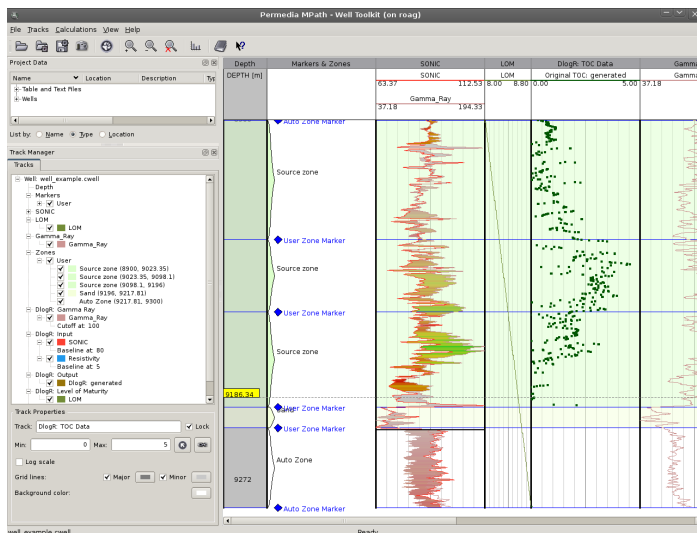 Permedia MPath - Well Toolkit (on roag)
File Tracks Calculations View Help
Project Data
Name Location Description Typ
Table and Text Files
Wells
List by: Name Type Location
Track Manager
Tracks
Well: well_example.cwell
Depth
Markers
User
SONIC
LOM
LOM
Gamma_Ray
Gamma_Ray
Zones
User
Source zone (8900, 9023.35)
Source zone (9023.35, 9098.1)
Source zone (9098.1, 9196)
Sand (9196, 9217.81)
Auto Zone (9217.81, 9300)
DlogR: Gamma Ray
Gamma_Ray
Cutoff at: 100
DlogR: Input
SONIC
Baseline at: 80
Resistivity
Baseline at: 5
DlogR: Output
DlogR: generated
DlogR: Level of Maturity
LOM
Track Properties
Track: DlogR: TOC Data Lock
Min: 0 Max: 5
Log scale
Grid lines: Major Minor
Background color:
Depth Markers & Zones SONIC LOM DlogR: TOC Data Gamma
DEPTH [m] SONIC LOM Original TOC: generated Gamma
63.37 112.53 8.00 8.80 0.00 5.00 37.18
Gamma_Ray
37.18 194.33
Auto Zone Marker
Source zone
User Zone Marker
Source zone
User Zone Marker
Source zone
9186.34
User Zone Marker
Sand
User Zone Marker
Auto Zone
9272
Auto Zone Marker
well_example.cwell Ready